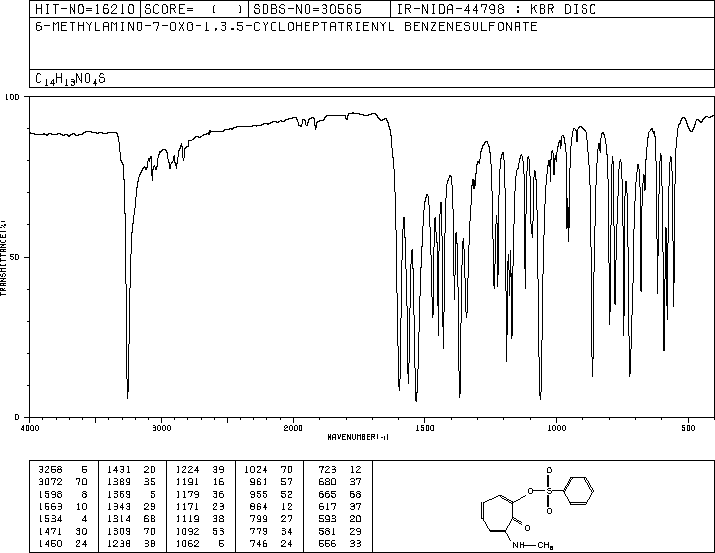 HIT-NO=16210 SCORE= ( ) SDBS-NO=30565 IR-NIDA-44798 : KBR DISC
6-METHYLAMINO-7-OXO-1,3,5-CYCLOHEPTATRIENYL BENZENESULFONATE
C14H13NO4S
100
50
0
TRANSMITTANCE(%)
4000 3000 2000 1500 1000 500
WAVENUMBER(-1)
3268 6 1431 20 1224 39 1024 70 723 12
3072 70 1389 35 1191 16 961 57 680 37
1598 8 1369 5 1179 36 955 52 665 68
1563 10 1343 29 1171 23 864 12 617 37
1534 4 1314 68 1119 38 799 27 593 20
1471 30 1309 70 1092 53 779 34 581 29
1450 24 1238 38 1062 5 746 24 556 33
O
O S
O
O
NH CH3